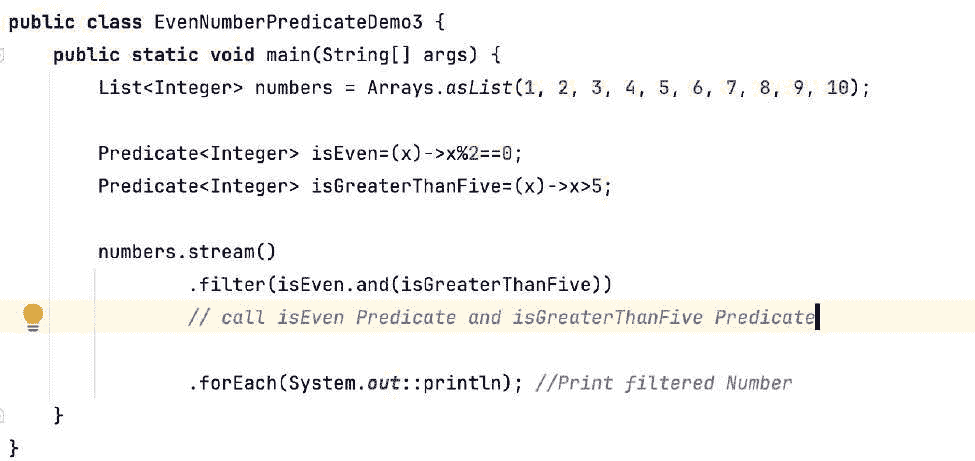 public class EvenNumberPredicateDemo3 {
    public static void main(String[] args) {
        List<Integer> numbers = Arrays.asList(1, 2, 3, 4, 5, 6, 7, 8, 9, 10);
        Predicate<Integer> isEven=(x)->x%2==0;
        Predicate<Integer> isGreaterThanFive=(x)->x>5;
        numbers.stream()
                .filter(isEven.and(isGreaterThanFive))
                // call isEven Predicate and isGreaterThanFive Predicate
                .forEach(System.out::println); //Print filtered Number
    }
}